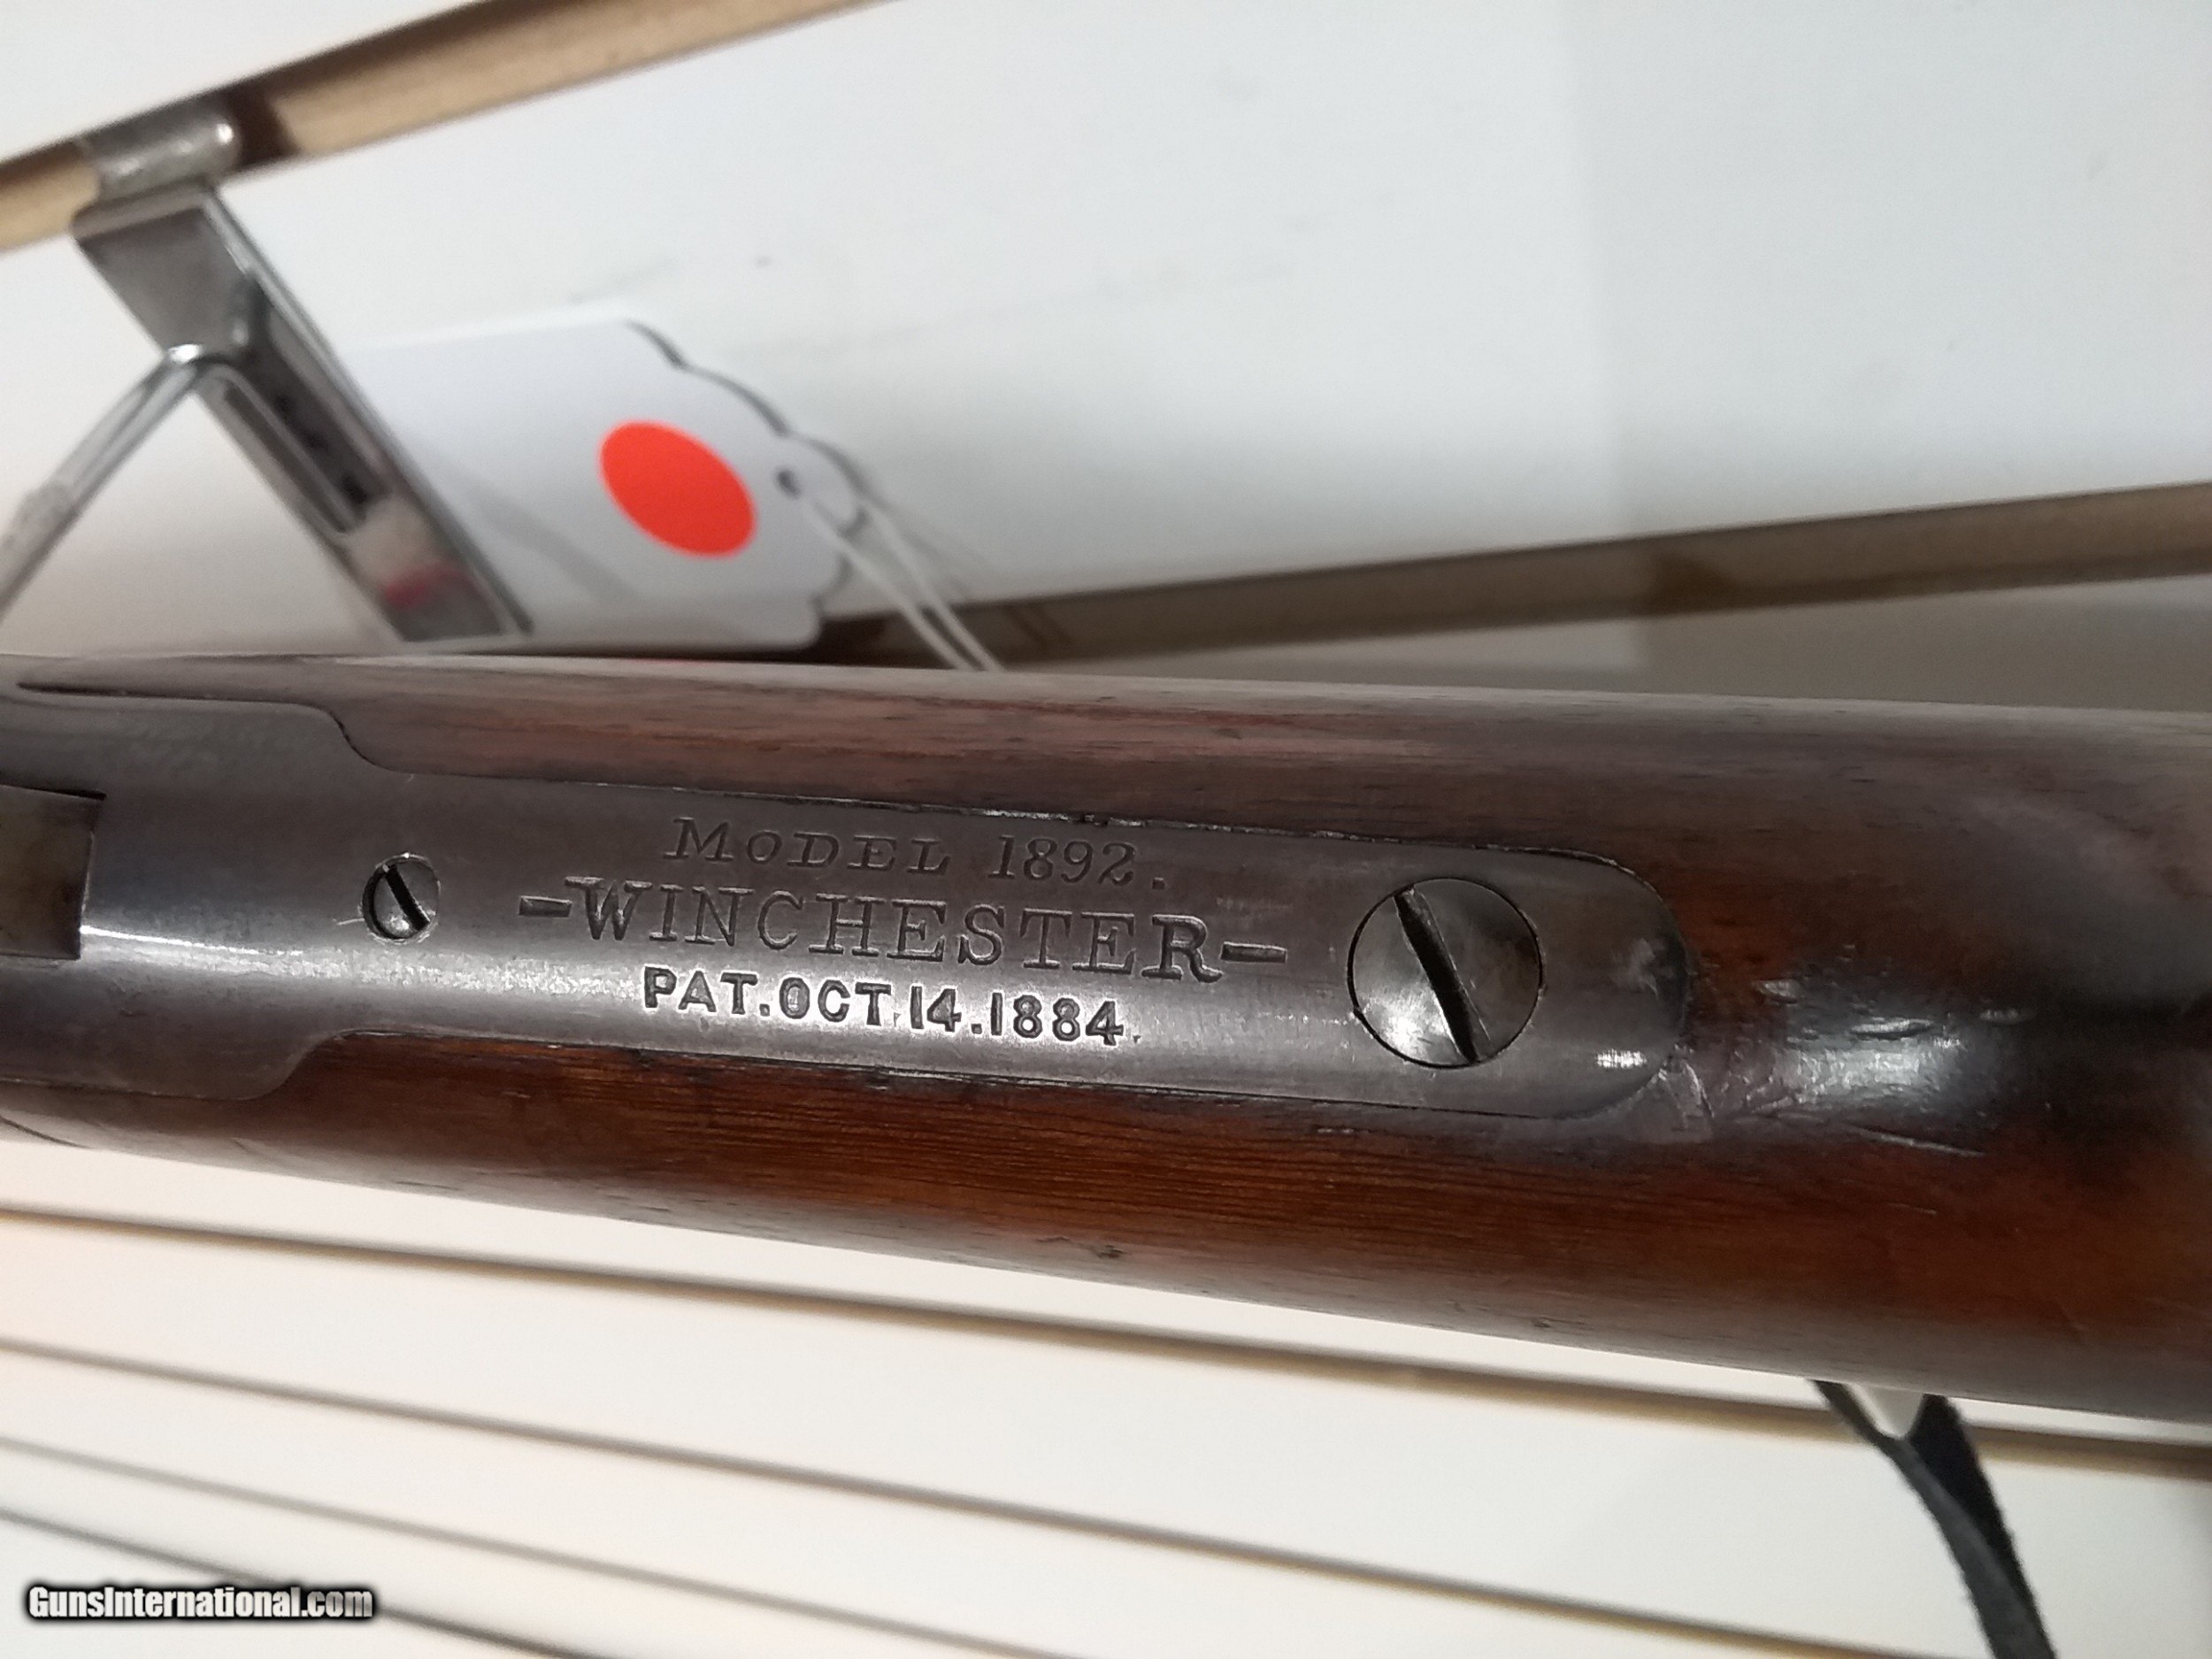 MODEL 1892.
-WINCHESTER-
PAT. OCT. 14. 1884.
GunsInternational.com